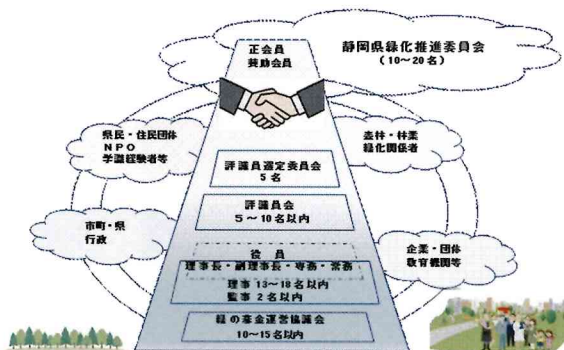 正会員
賛助会員
静岡県緑化推進委員会
(10～20名)
県民・住民団体
NPO
学識経験者等
森林・林業
緑化関係者
評議員選定委員会
5名
評議員会
5～10名以内
市町・県
行政
企業・団体
教育機関等
役員
理事長・副理事長・専務・常務
理事 13～18名以内
監事 2名以内
緑の募金運営協議会
10～15名以内